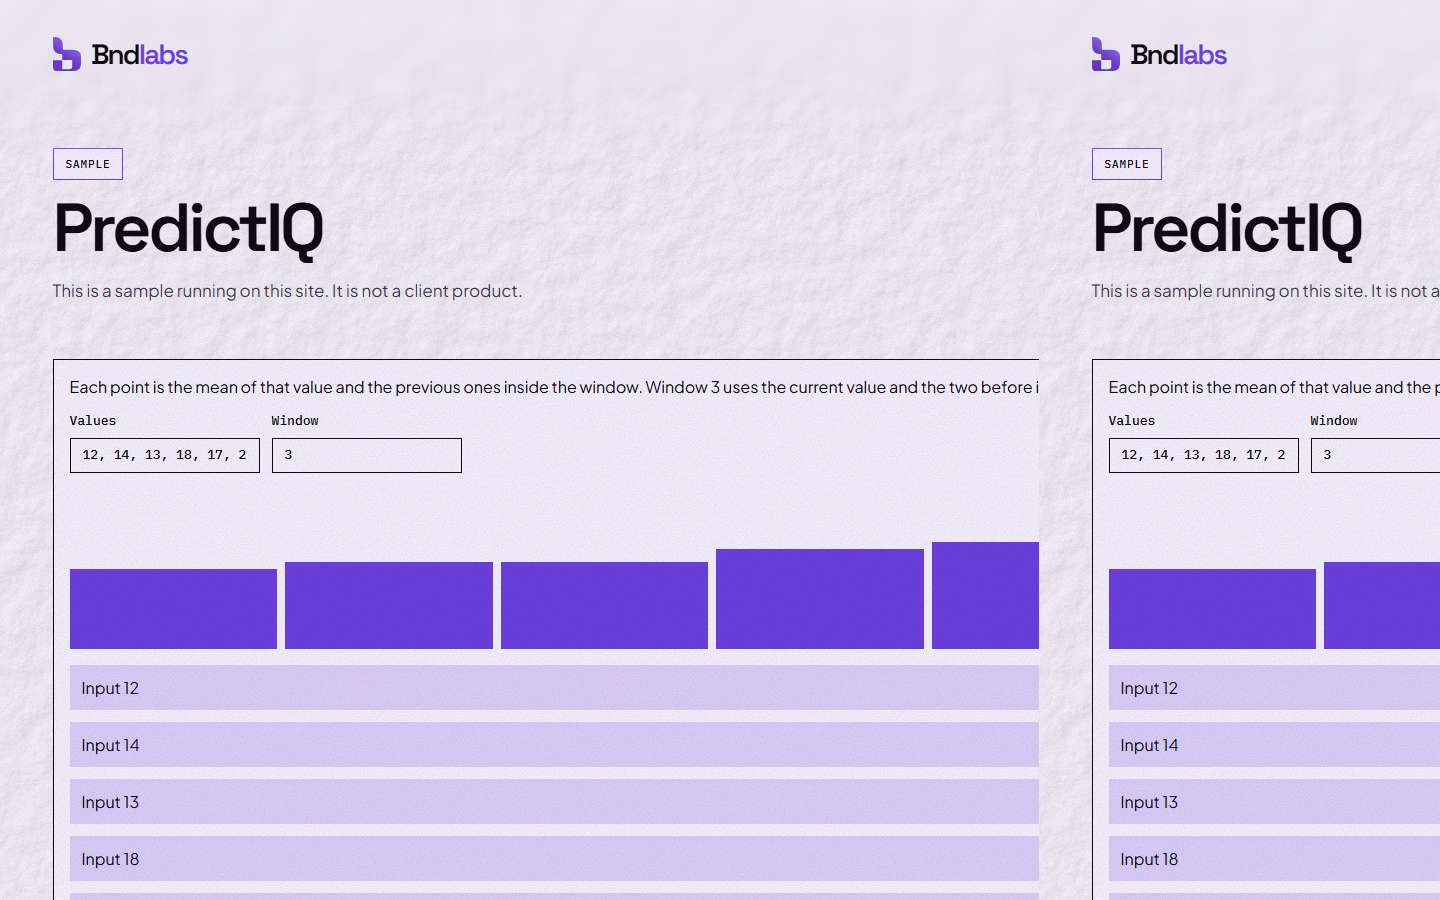 Bndlabs
SAMPLE
PredictIQ
This is a sample running on this site. It is not a client product.
Each point is the mean of that value and the previous ones inside the window. Window 3 uses the current value and the two before i
Values
Window
12, 14, 13, 18, 17, 2
3
Input 12
Input 14
Input 13
Input 18
Bndlabs
SAMPLE
PredictIQ
This is a sample running on this site. It is not a
Each point is the mean of that value and the p
Values
Window
12, 14, 13, 18, 17, 2
3
Input 12
Input 14
Input 13
Input 18